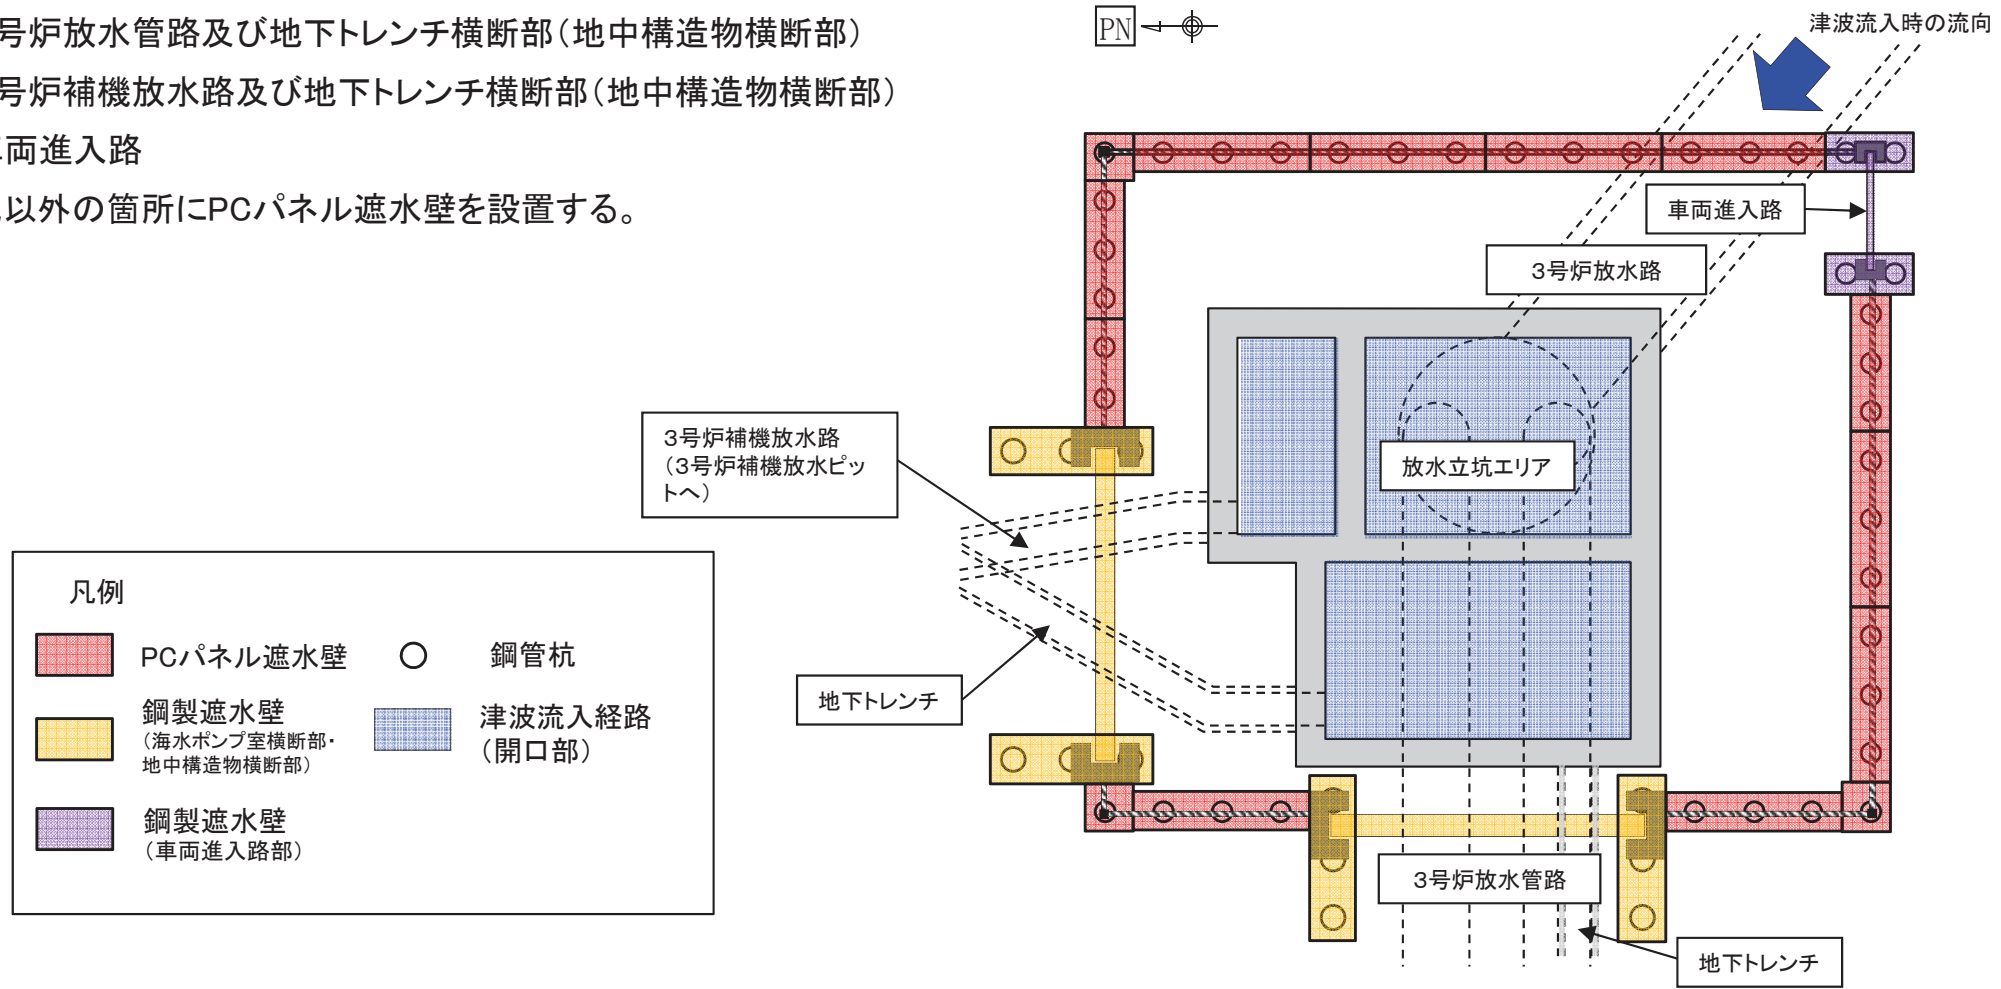 号炉放水管路及び地下トレンチ横断部(地中構造物横断部)
号炉補機放水路及び地下トレンチ横断部(地中構造物横断部)
車両進入路
以外の箇所にPCパネル遮水壁を設置する。
PN
津波流入時の流向
車両進入路
3号炉放水路
放水立坑エリア
3号炉補機放水路
(3号炉補機放水ピッ
トへ)
地下トレンチ
3号炉放水管路
地下トレンチ
凡例
PCパネル遮水壁
鋼管杭
鋼製遮水壁
(海水ポンプ室横断部・
地中構造物横断部)
津波流入経路
(開口部)
鋼製遮水壁
(車両進入路部)